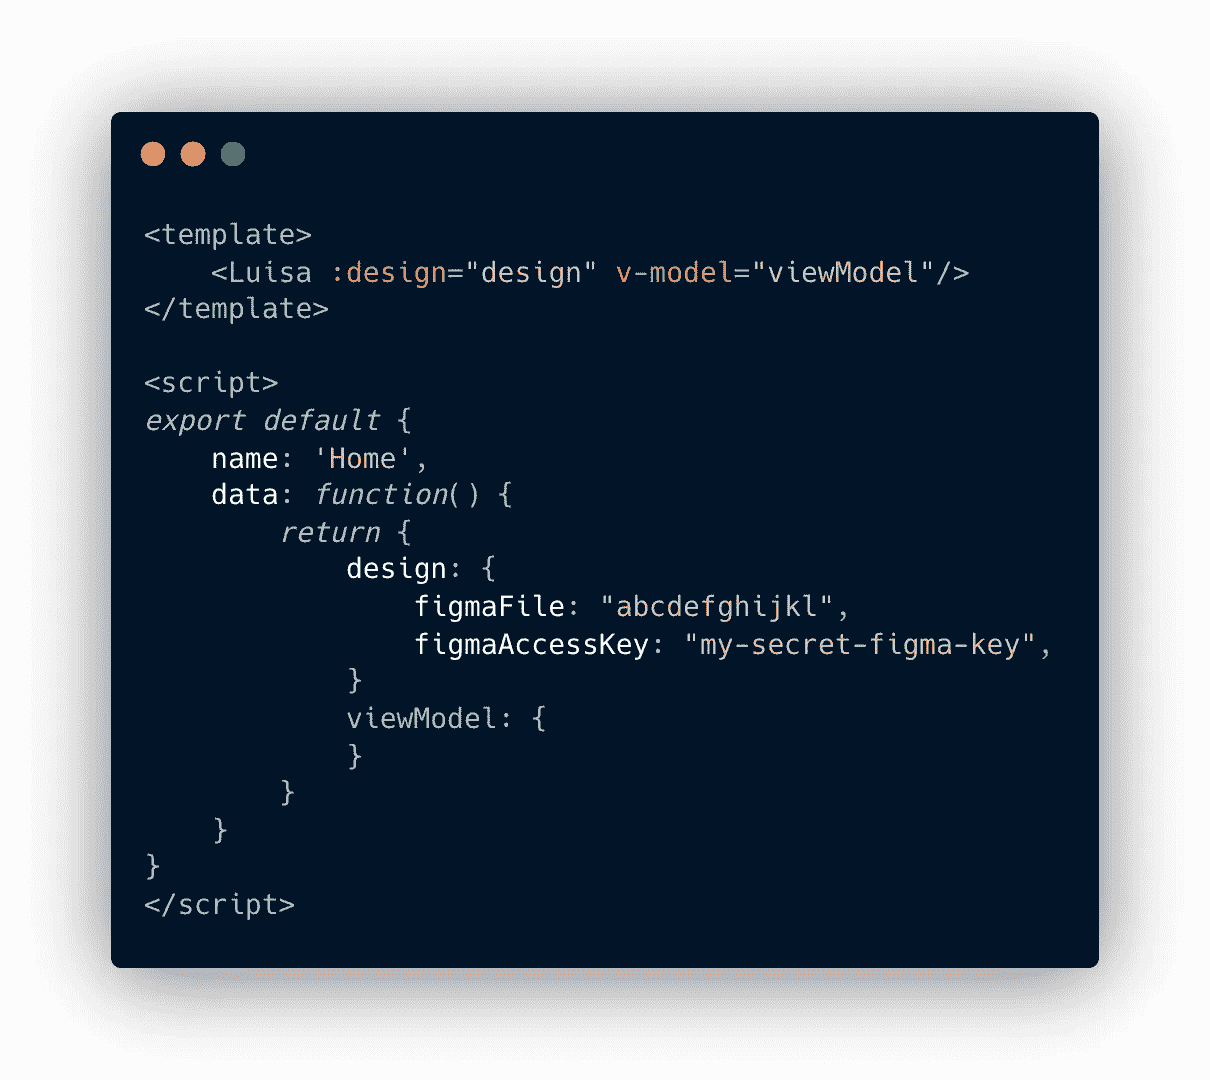 <template>
    <Luisa :design="design" v-model="viewModel"/>
</template>

<script>
export default {
    name: 'Home',
    data: function() {
        return {
            design: {
                figmaFile: "abcdefghijkl",
                figmaAccessKey: "my-secret-figma-key",
            }
            viewModel: {
            }
        }
    }
}
</script>